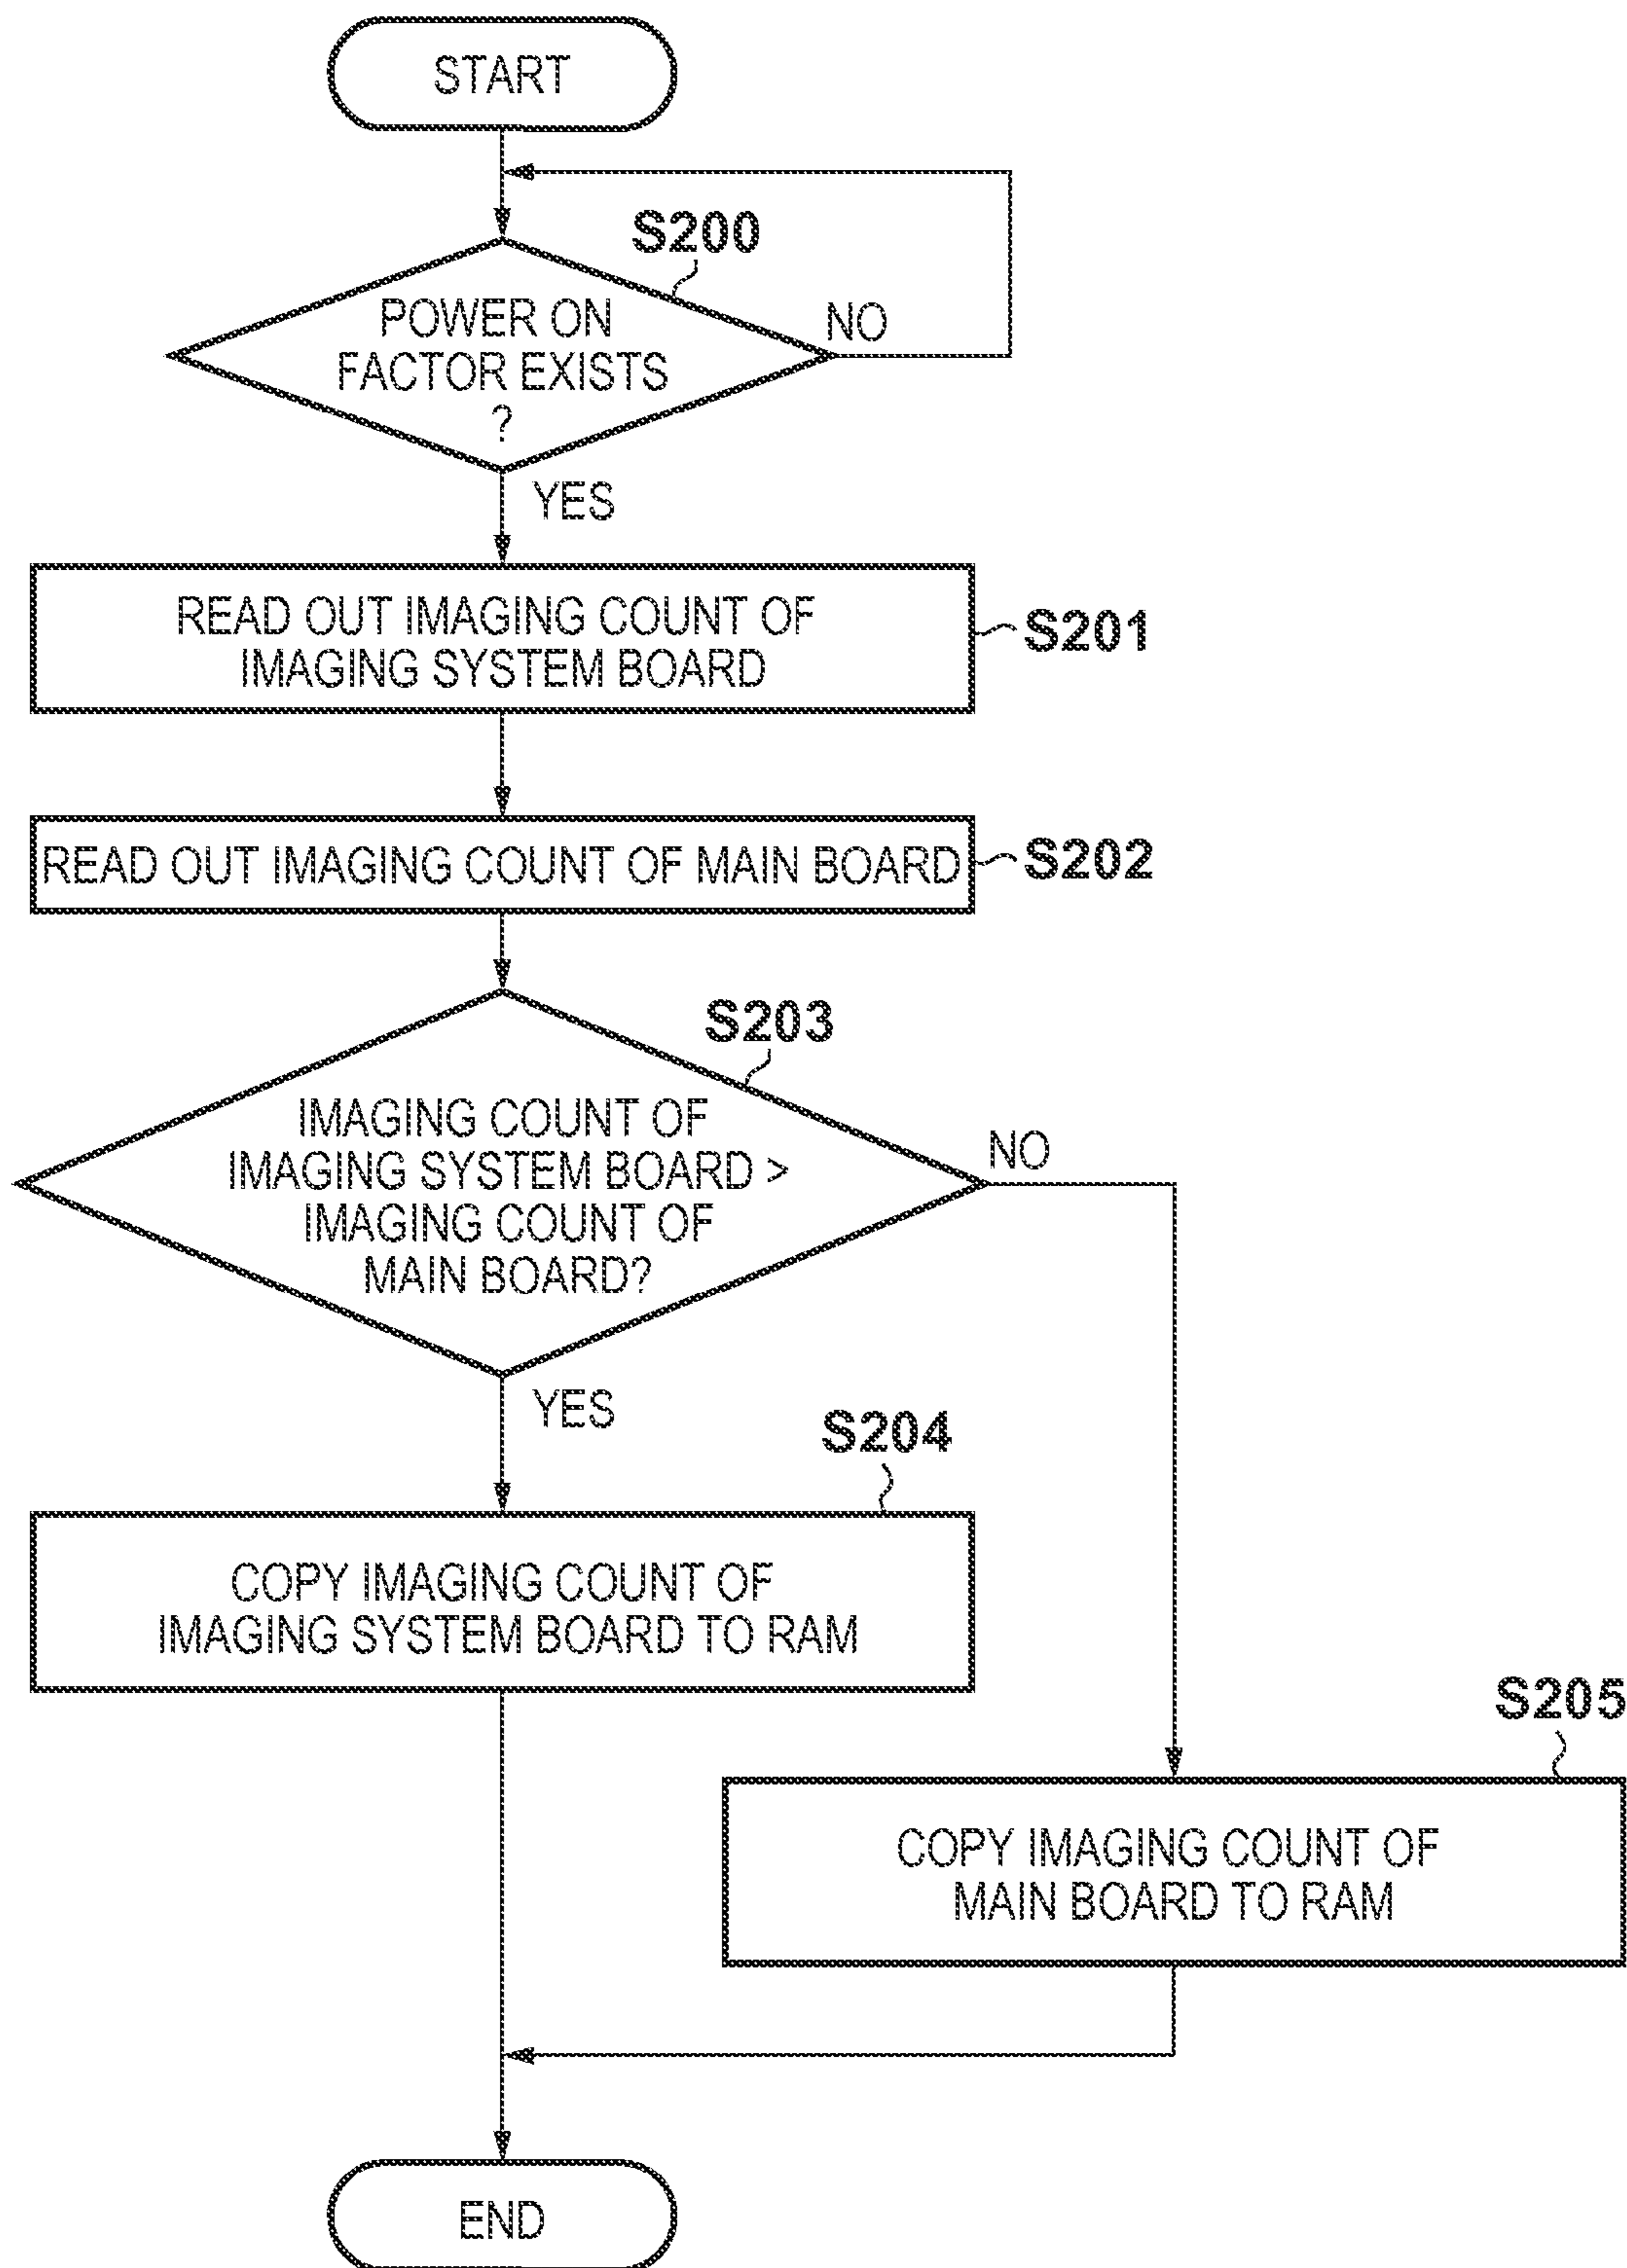 START
S200
POWER ON
FACTOR EXISTS
?
NO
YES
READ OUT IMAGING COUNT OF
IMAGING SYSTEM BOARD
S201
READ OUT IMAGING COUNT OF MAIN BOARD
S202
S203
IMAGING COUNT OF
IMAGING SYSTEM BOARD >
IMAGING COUNT OF
MAIN BOARD?
NO
YES
S204
COPY IMAGING COUNT OF
IMAGING SYSTEM BOARD TO RAM
S205
COPY IMAGING COUNT OF
MAIN BOARD TO RAM
END